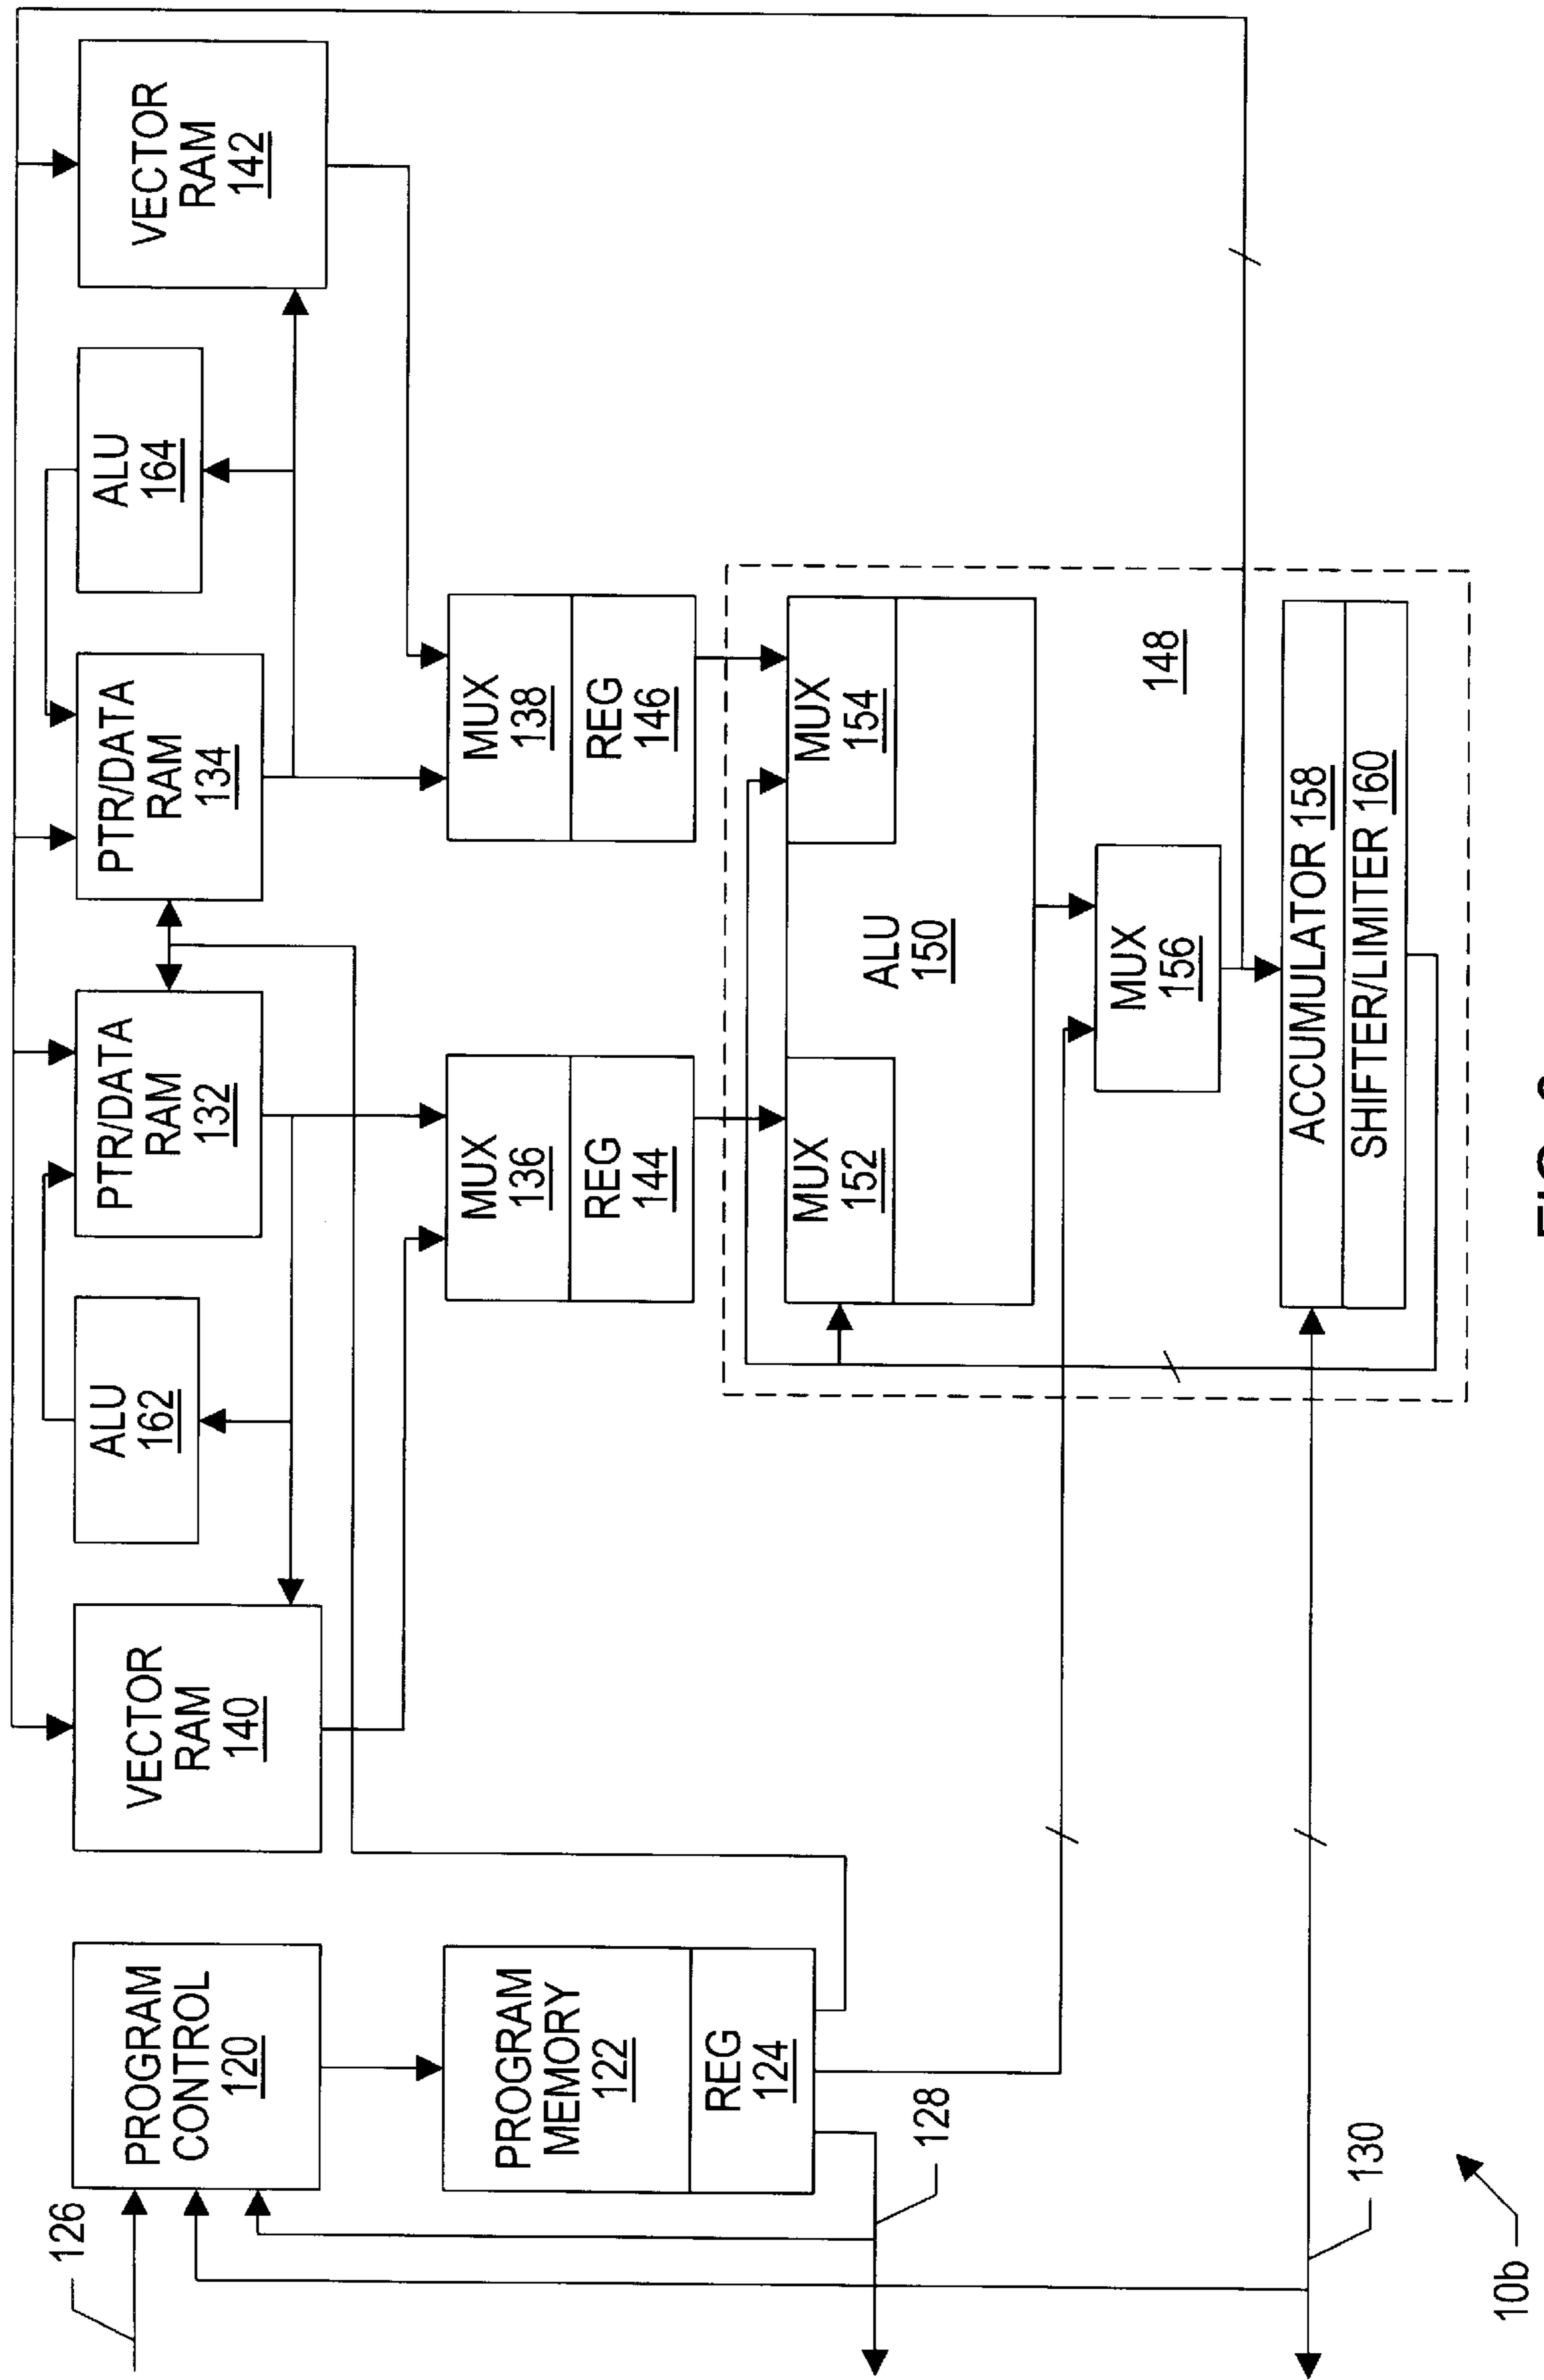 126
PROGRAM
CONTROL
120
VECTOR
RAM
140
ALU
162
PTR/DATA
RAM
132
PTR/DATA
RAM
134
ALU
164
VECTOR
RAM
142
PROGRAM
MEMORY
122
REG
124
MUX
136
REG
144
MUX
138
REG
146
128
MUX
152
ALU
150
MUX
154
148
MUX
156
130
ACCUMULATOR 158
SHIFTER/LIMITER 160
10b